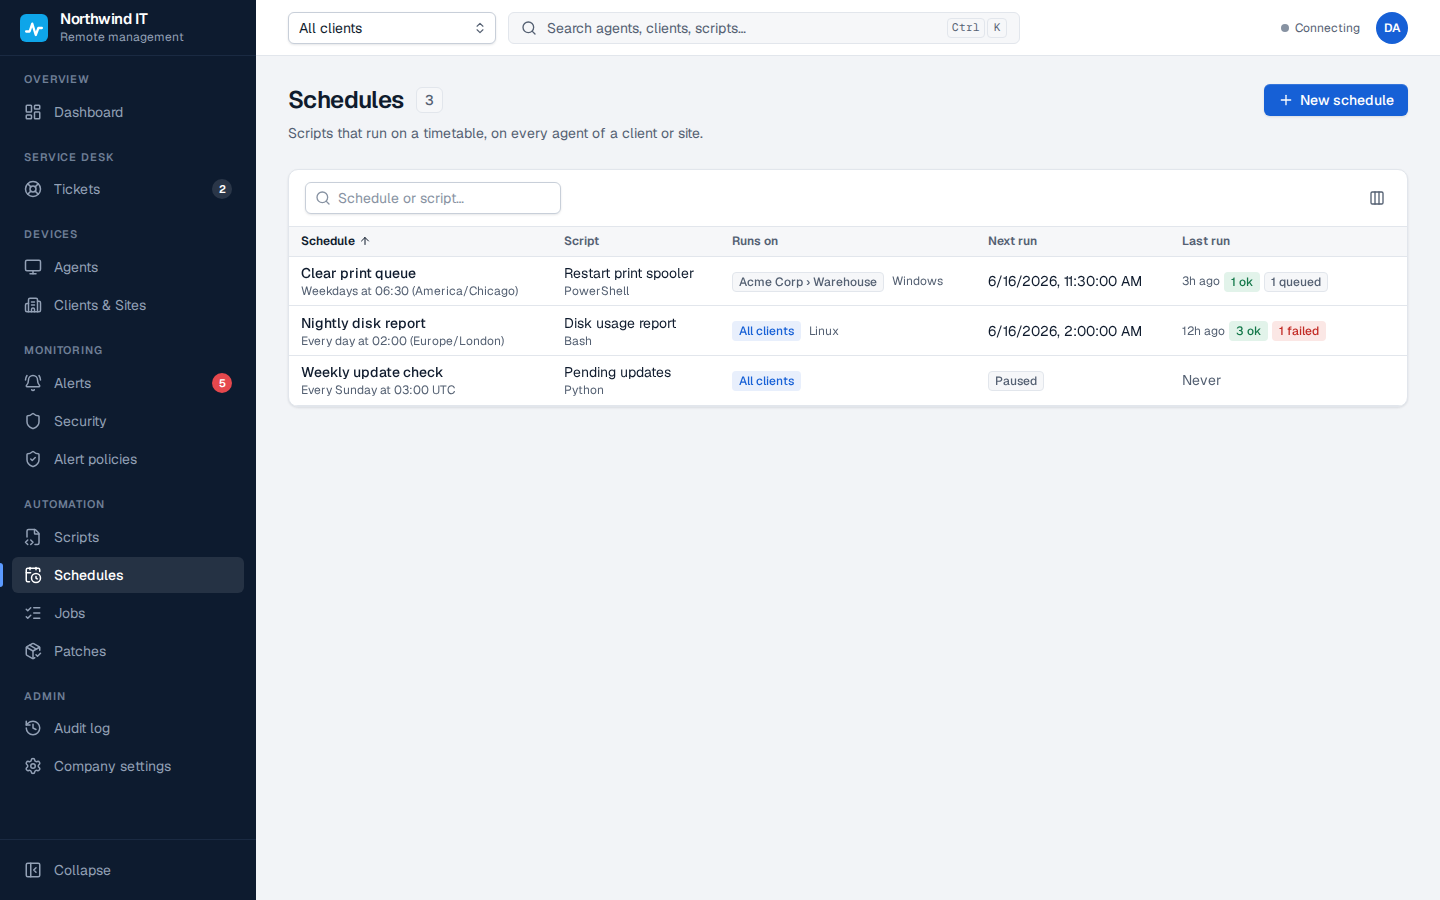 Northwind IT
Remote management
OVERVIEW
Dashboard
SERVICE DESK
Tickets 2
DEVICES
Agents
Clients & Sites
MONITORING
Alerts 5
Security
Alert policies
AUTOMATION
Scripts
Schedules
Jobs
Patches
ADMIN
Audit log
Company settings
Collapse
All clients
Search agents, clients, scripts... Ctrl K
Connecting
DA
Schedules 3
New schedule
Scripts that run on a timetable, on every agent of a client or site.
Schedule or script...
Schedule Script Runs on Next run Last run
Clear print queue Restart print spooler Acme Corp › Warehouse Windows 6/16/2026, 11:30:00 AM 3h ago 1 ok 1 queued
Weekdays at 06:30 (America/Chicago) PowerShell
Nightly disk report Disk usage report All clients Linux 6/16/2026, 2:00:00 AM 12h ago 3 ok 1 failed
Every day at 02:00 (Europe/London) Bash
Weekly update check Pending updates All clients Paused Never
Every Sunday at 03:00 UTC Python